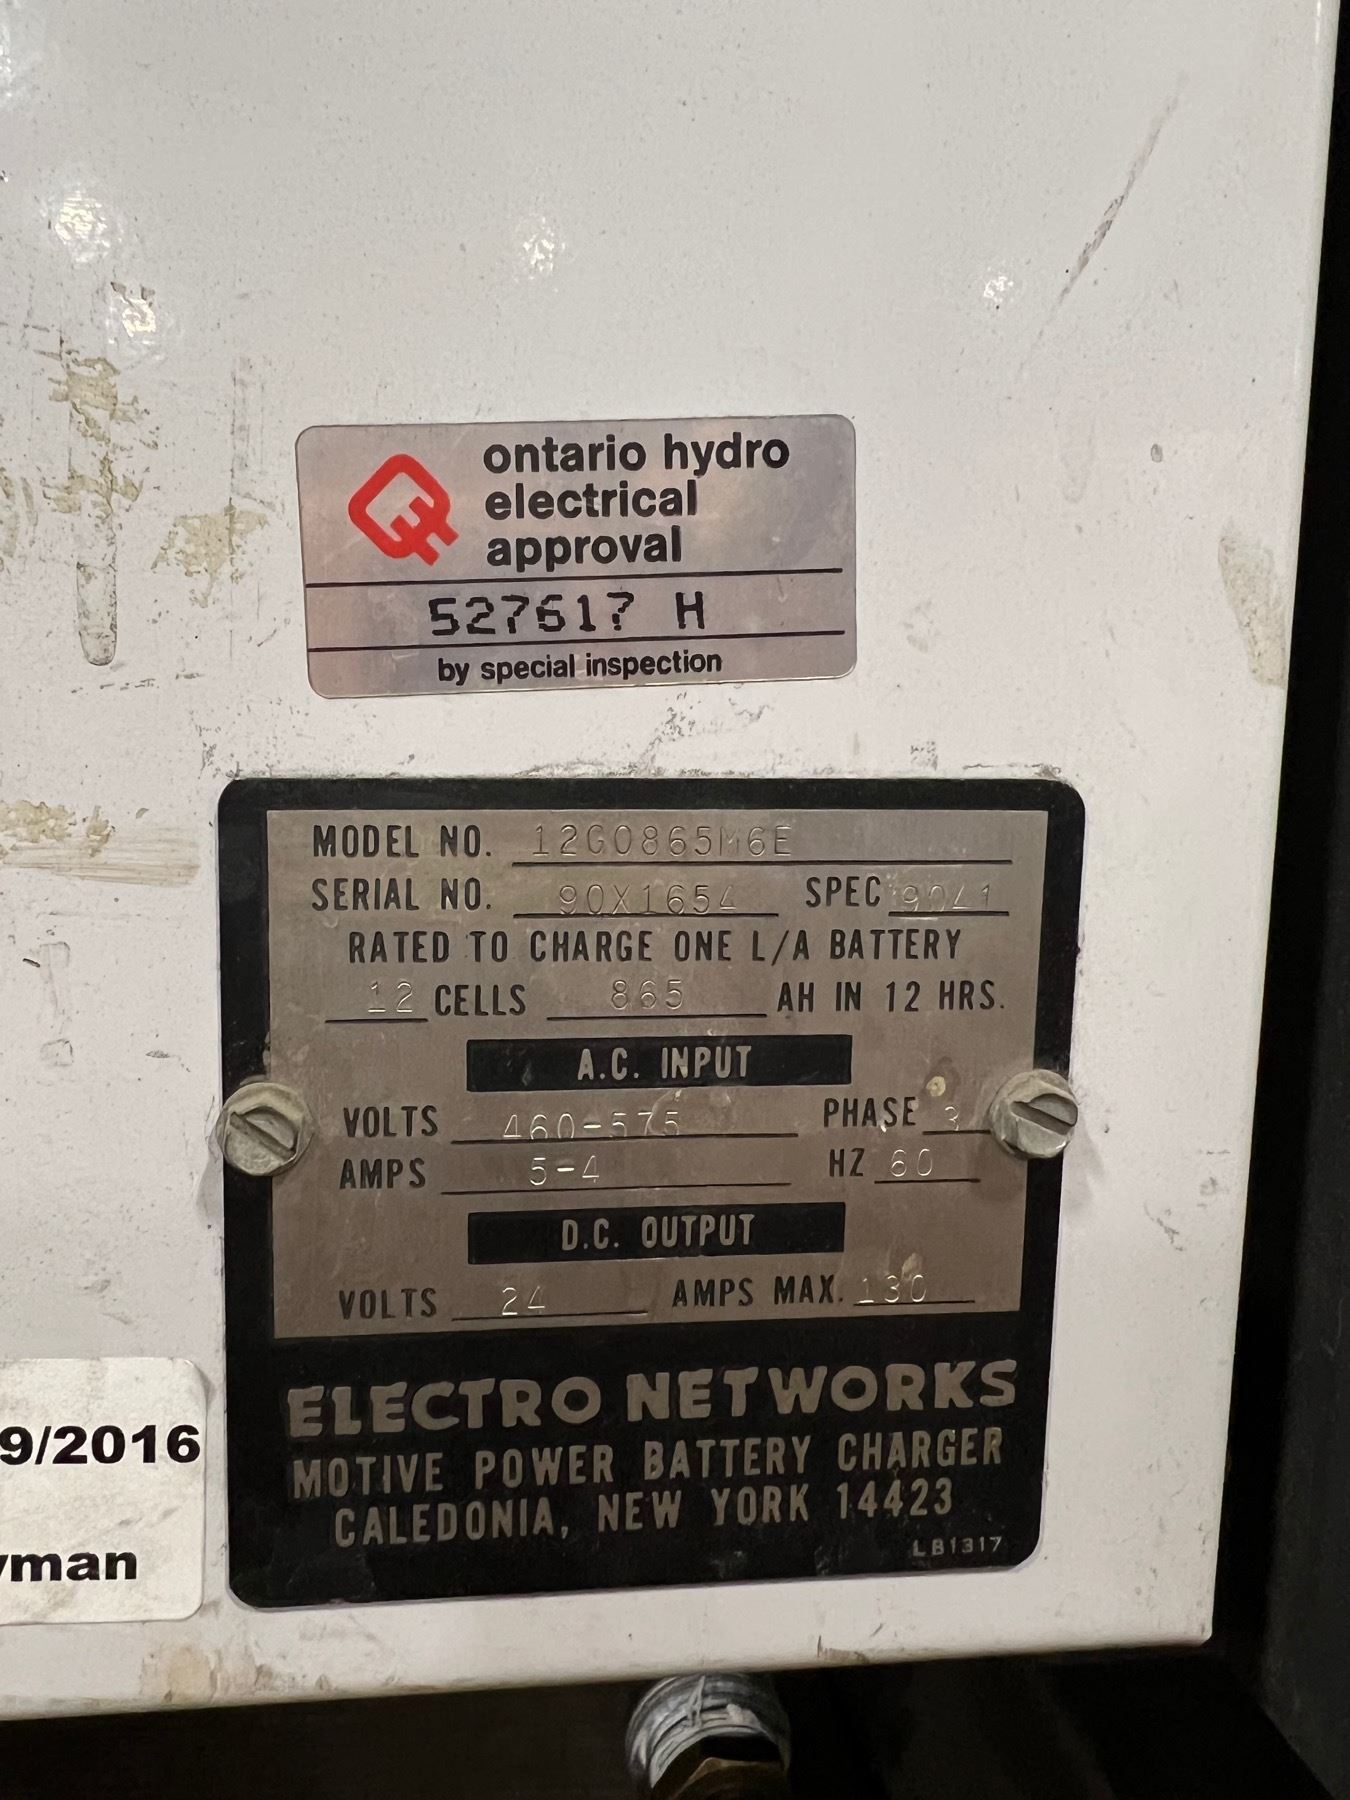 ontario hydro
electrical
approval
527617 H
by special inspection
MODEL NO. 12G0865M6E
SERIAL NO. 90X1654 SPEC 9041
RATED TO CHARGE ONE L/A BATTERY
12 CELLS 865 AH IN 12 HRS.
A.C. INPUT
VOLTS 460-575 PHASE 3
AMPS 5-4 HZ 60
D.C. OUTPUT
VOLTS 24 AMPS MAX. 130
ELECTRO NETWORKS
MOTIVE POWER BATTERY CHARGER
CALEDONIA, NEW YORK 14423
LB1317
9/2016
man